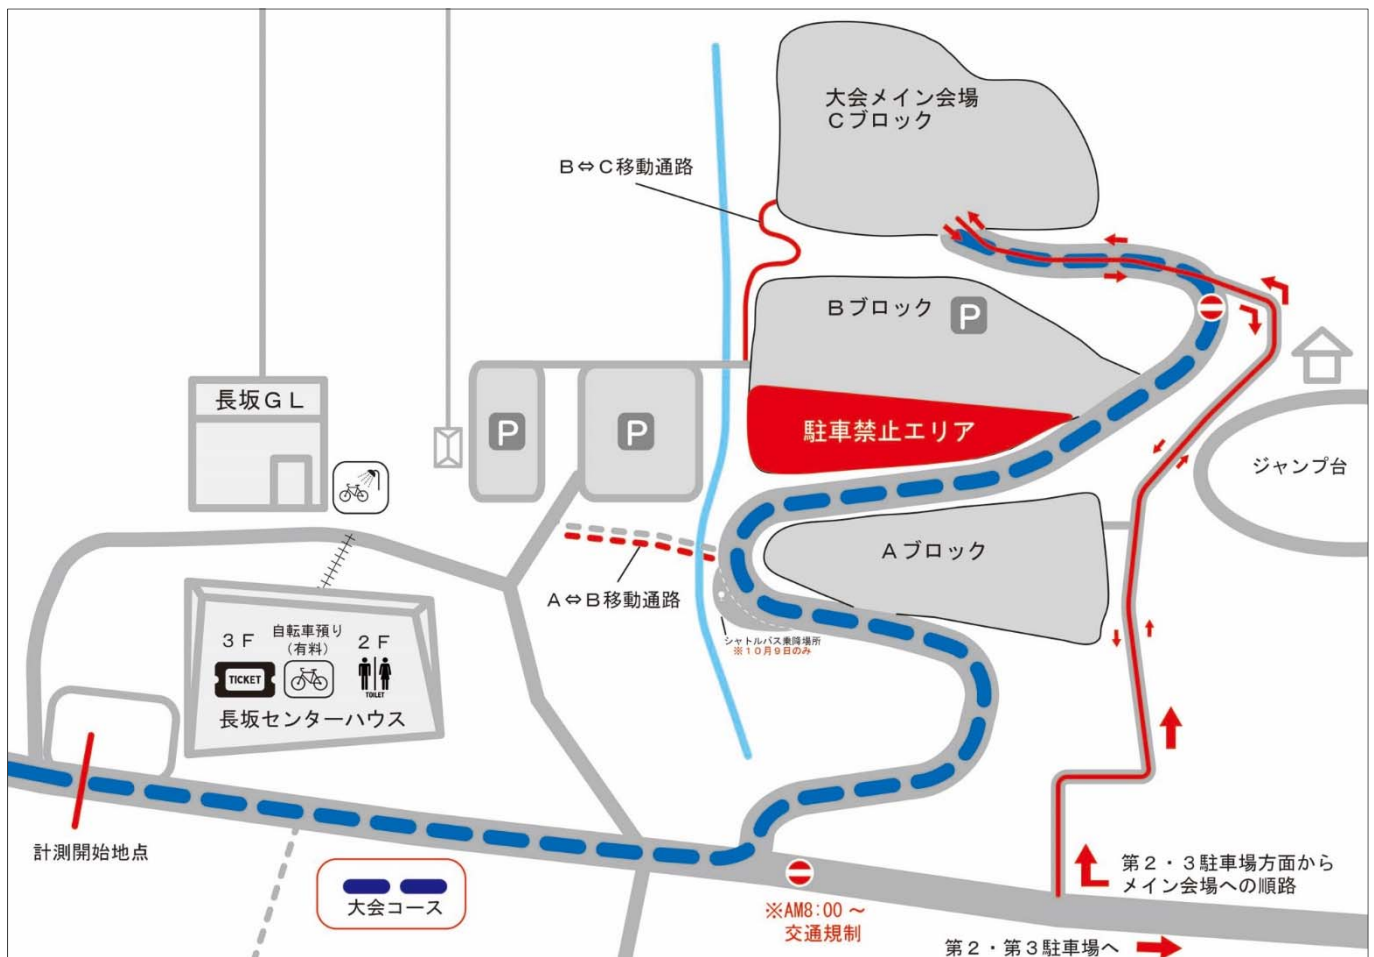 大会メイン会場
Cブロック
B⇔C移動通路
Bブロック
P
長坂GL
P
P
駐車禁止エリア
ジャンプ台
Aブロック
A⇔B移動通路
シャトルバス乗降場所
※10月9日のみ
3F
自転車預り
(有料)
2F
TICKET
TOILET
長坂センターハウス
計測開始地点
大会コース
※AM8:00～
交通規制
第2・3駐車場方面から
メイン会場への順路
第2・第3駐車場へ